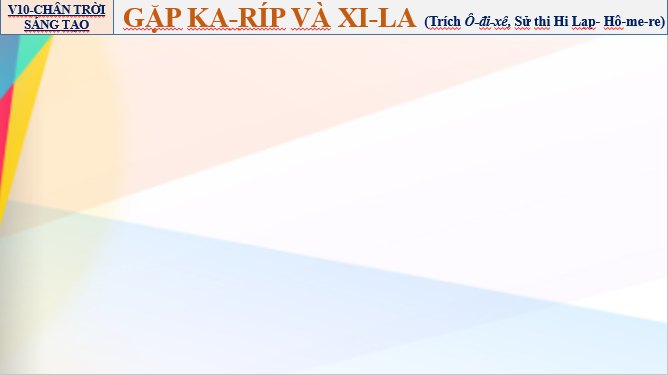 V10-CHÂN TRỜI
SÁNG TẠO
GẶP KA-RÍP VÀ XI-LA (Trích Ô-đi-xê, Sử thi Hi Lạp- Hô-me-re)